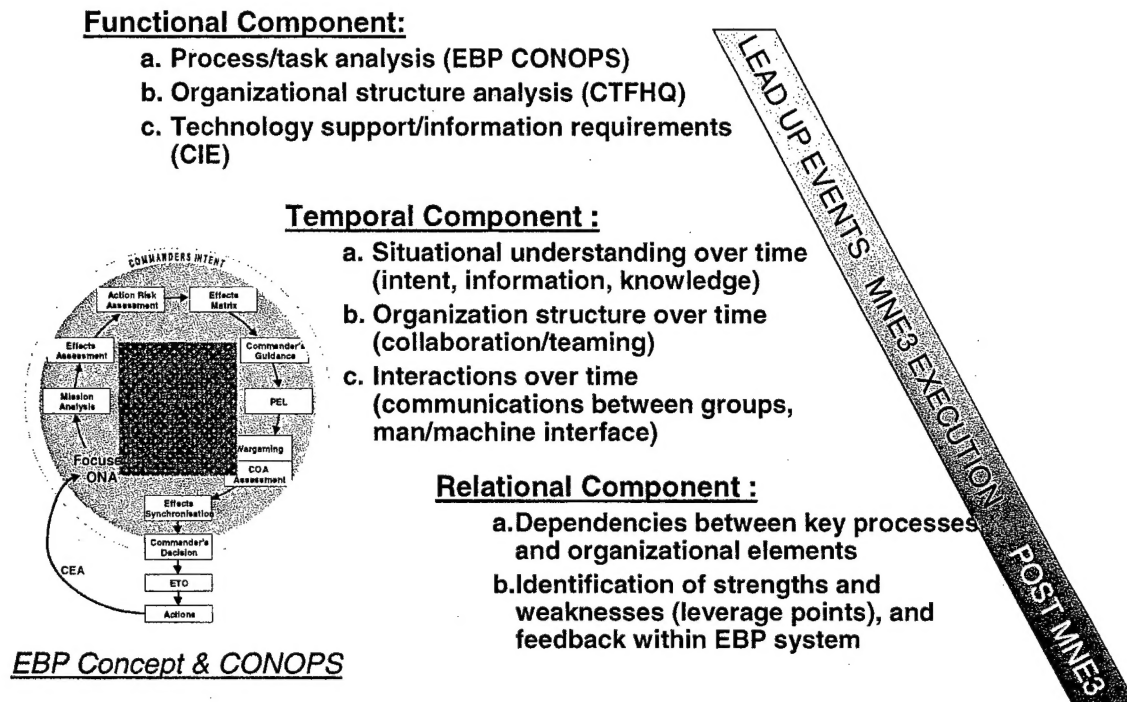 Functional Component:
a. Process/task analysis (EBP CONOPS)
b. Organizational structure analysis (CTFHQ)
c. Technology support/information requirements
(CIE)
LEAD UP EVENTS MNE3 EXECUTION POST MNE3
Temporal Component :
a. Situational understanding over time
(intent, information, knowledge)
b. Organization structure over time
(collaboration/teaming)
c. Interactions over time
(communications between groups,
man/machine interface)
COMMANDERS INTENT
Action Risk
Assessment
Effects
Matrix
Effects
Assessment
Commander's
Guidance
Mission
Analysis
PEL
Wargaming
COA
Assessment
Focuse
ONA
Effects
Synchronisation
Commander's
Decision
CEA
ETO
Actions
Relational Component :
a.Dependencies between key processes
and organizational elements
b.Identification of strengths and
weaknesses (leverage points), and
feedback within EBP system
EBP Concept & CONOPS